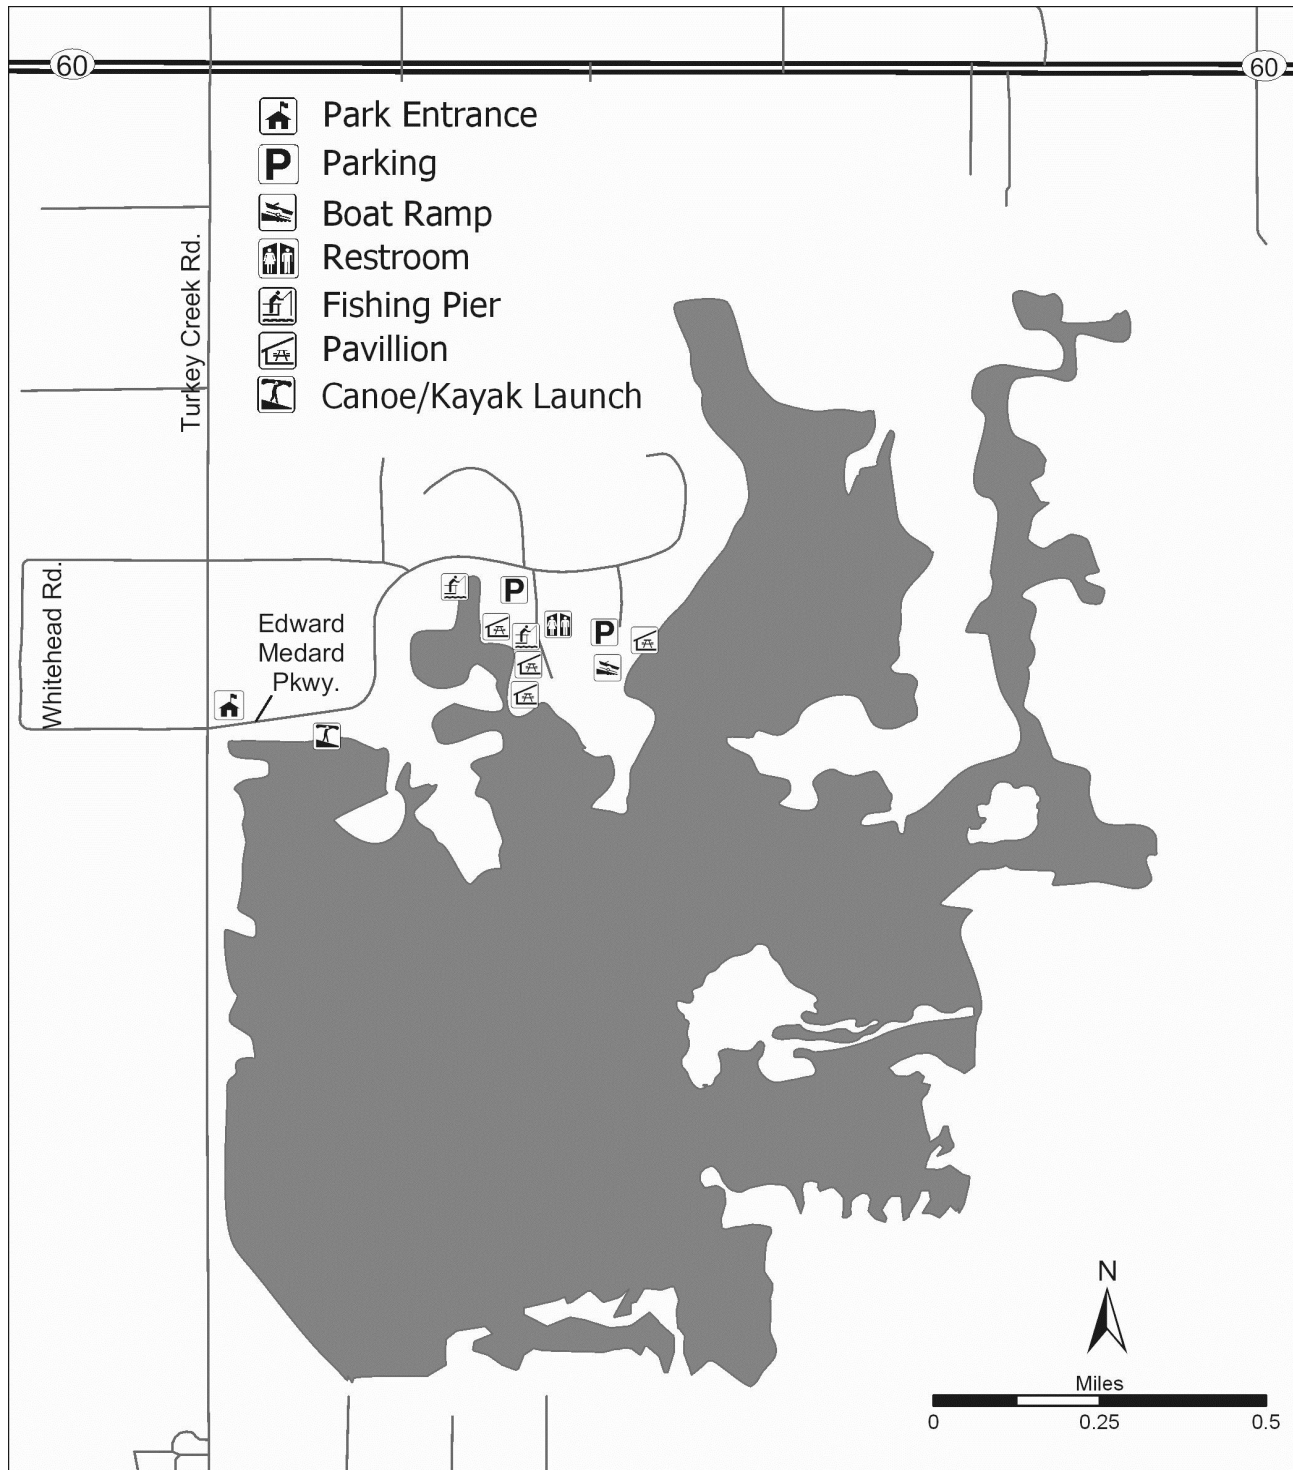 60
60
Park Entrance
P
Parking
Boat Ramp
Restroom
Fishing Pier
Pavillion
Canoe/Kayak Launch
Turkey Creek Rd.
Whitehead Rd.
P
P
Edward
Medard
Pkwy.
N
Miles
0
0.25
0.5